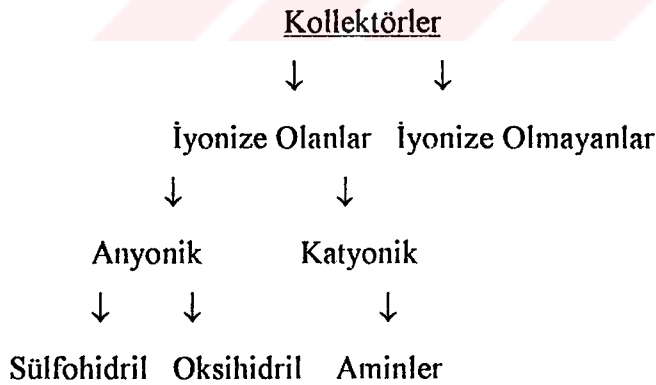 Kollektörler
↓ ↓
İyonize Olanlar İyonize Olmayanlar
↓ ↓
Anyonik Katyonik
↓ ↓ ↓
Sülfohidril Oksihidril Aminler